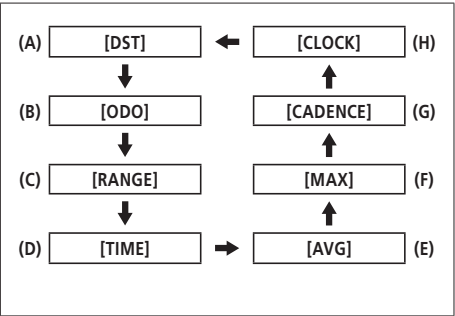 (A) [DST] [CLOCK] (H)
(B) [ODO] [CADENCE] (G)
(C) [RANGE] [MAX] (F)
(D) [TIME] [AVG] (E)